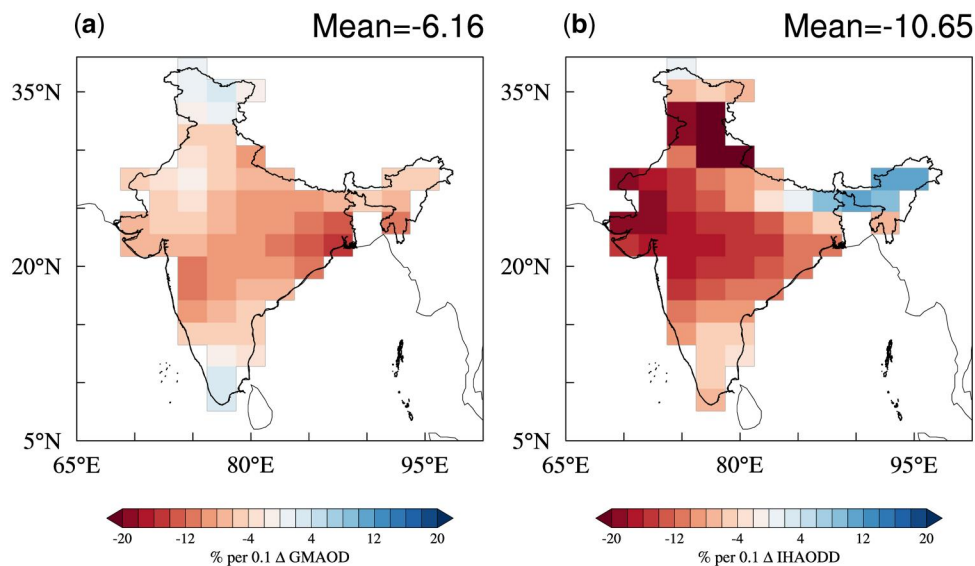 (a) Mean=-6.16
(b) Mean=-10.65
35°N
20°N
5°N
65°E 80°E 95°E
35°N
20°N
5°N
65°E 80°E 95°E
-20 -12 -4 4 12 20
% per 0.1 Δ GMAOD
-20 -12 -4 4 12 20
% per 0.1 Δ IHAODD